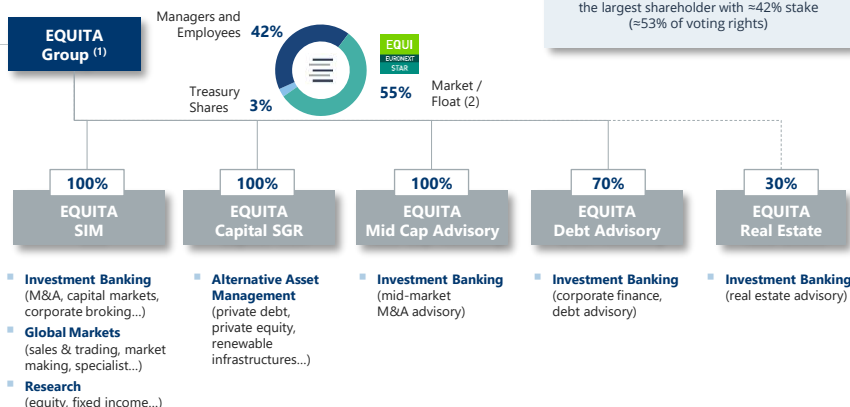 the largest shareholder with ≈42% stake
(≈53% of voting rights)
EQUITA
Group (1)
Managers and
Employees 42%
EQUI
EURONEXT
STAR
55%
Market /
Float (2)
Treasury
Shares 3%
100%
EQUITA
SIM
100%
EQUITA
Capital SGR
100%
EQUITA
Mid Cap Advisory
70%
EQUITA
Debt Advisory
30%
EQUITA
Real Estate
Investment Banking
(M&A, capital markets,
corporate broking...)
Global Markets
(sales & trading, market
making, specialist...)
Research
(equity, fixed income...)
Alternative Asset
Management
(private debt,
private equity,
renewable
infrastructures...)
Investment Banking
(mid-market
M&A advisory)
Investment Banking
(corporate finance,
debt advisory)
Investment Banking
(real estate advisory)